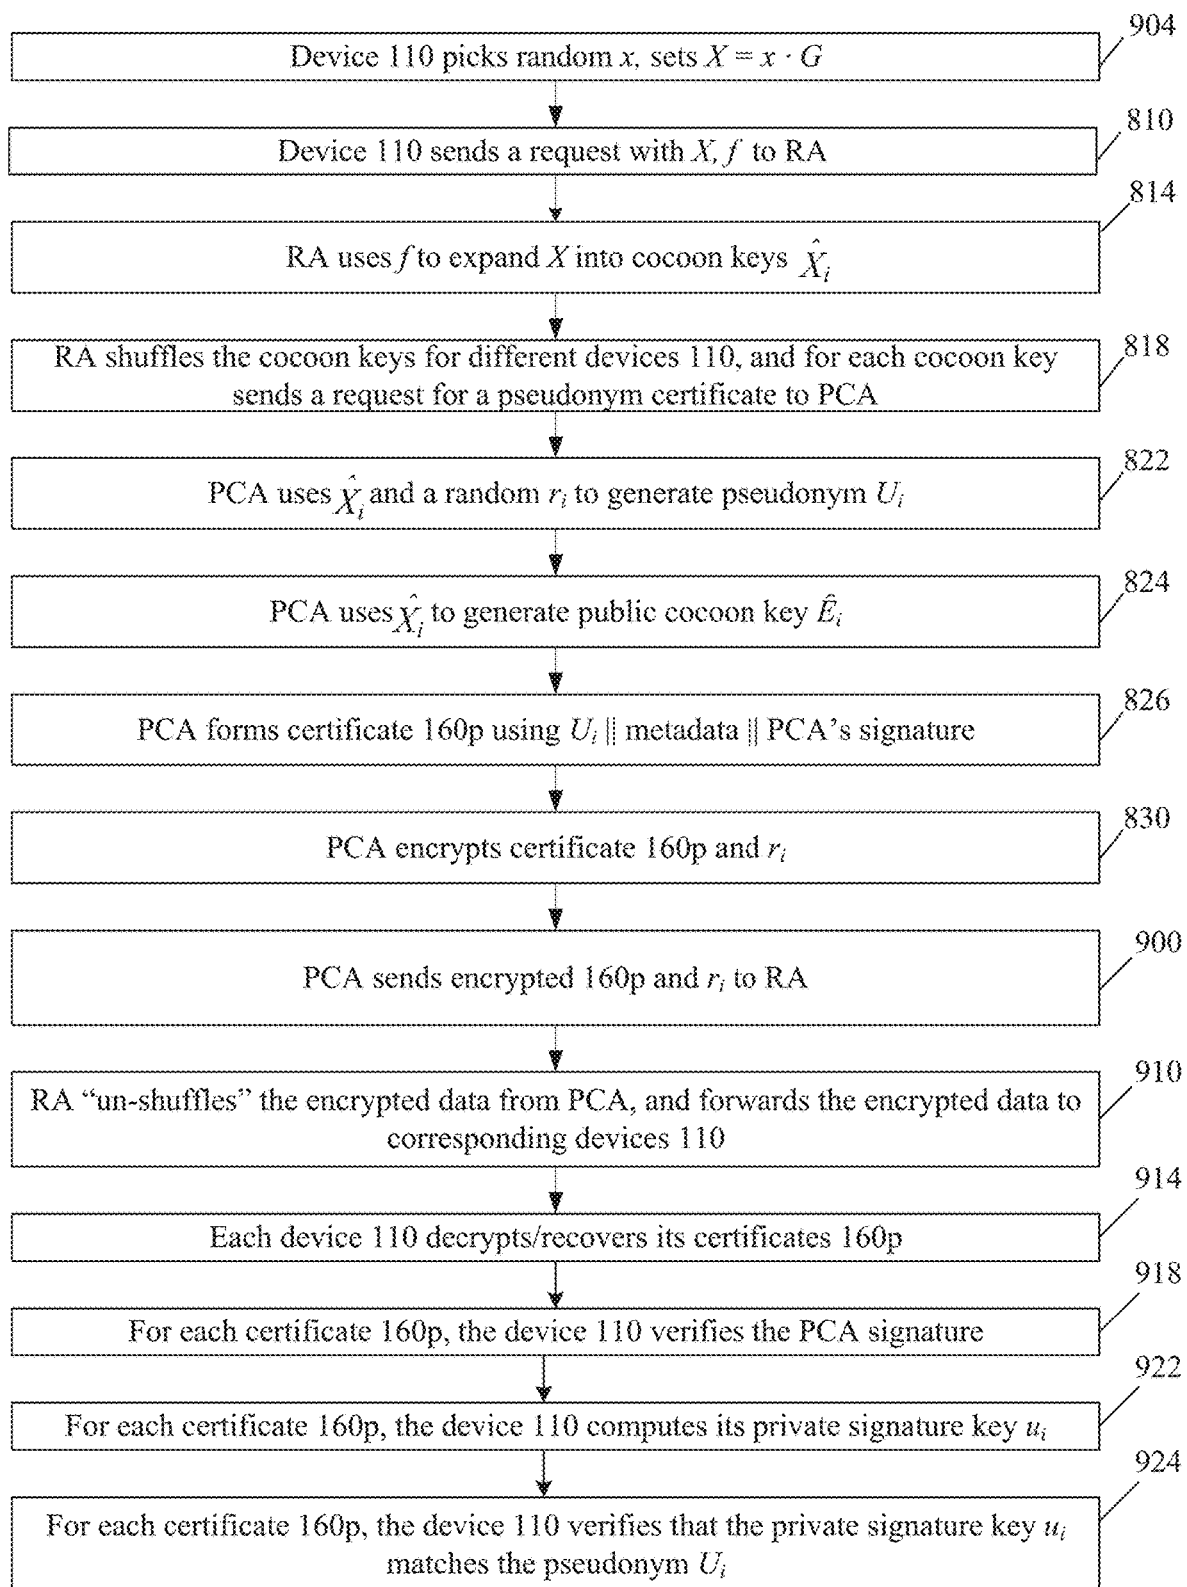 904
Device 110 picks random x, sets X = x · G
810
Device 110 sends a request with X, f to RA
814
RA uses f to expand X into cocoon keys X̂ᵢ
RA shuffles the cocoon keys for different devices 110, and for each cocoon key
818
sends a request for a pseudonym certificate to PCA
822
PCA uses X̂ᵢ and a random rᵢ to generate pseudonym Uᵢ
824
PCA uses X̂ᵢ to generate public cocoon key Êᵢ
826
PCA forms certificate 160p using Uᵢ || metadata || PCA's signature
830
PCA encrypts certificate 160p and rᵢ
900
PCA sends encrypted 160p and rᵢ to RA
910
RA “un-shuffles” the encrypted data from PCA, and forwards the encrypted data to
corresponding devices 110
914
Each device 110 decrypts/recovers its certificates 160p
918
For each certificate 160p, the device 110 verifies the PCA signature
922
For each certificate 160p, the device 110 computes its private signature key uᵢ
924
For each certificate 160p, the device 110 verifies that the private signature key uᵢ
matches the pseudonym Uᵢ